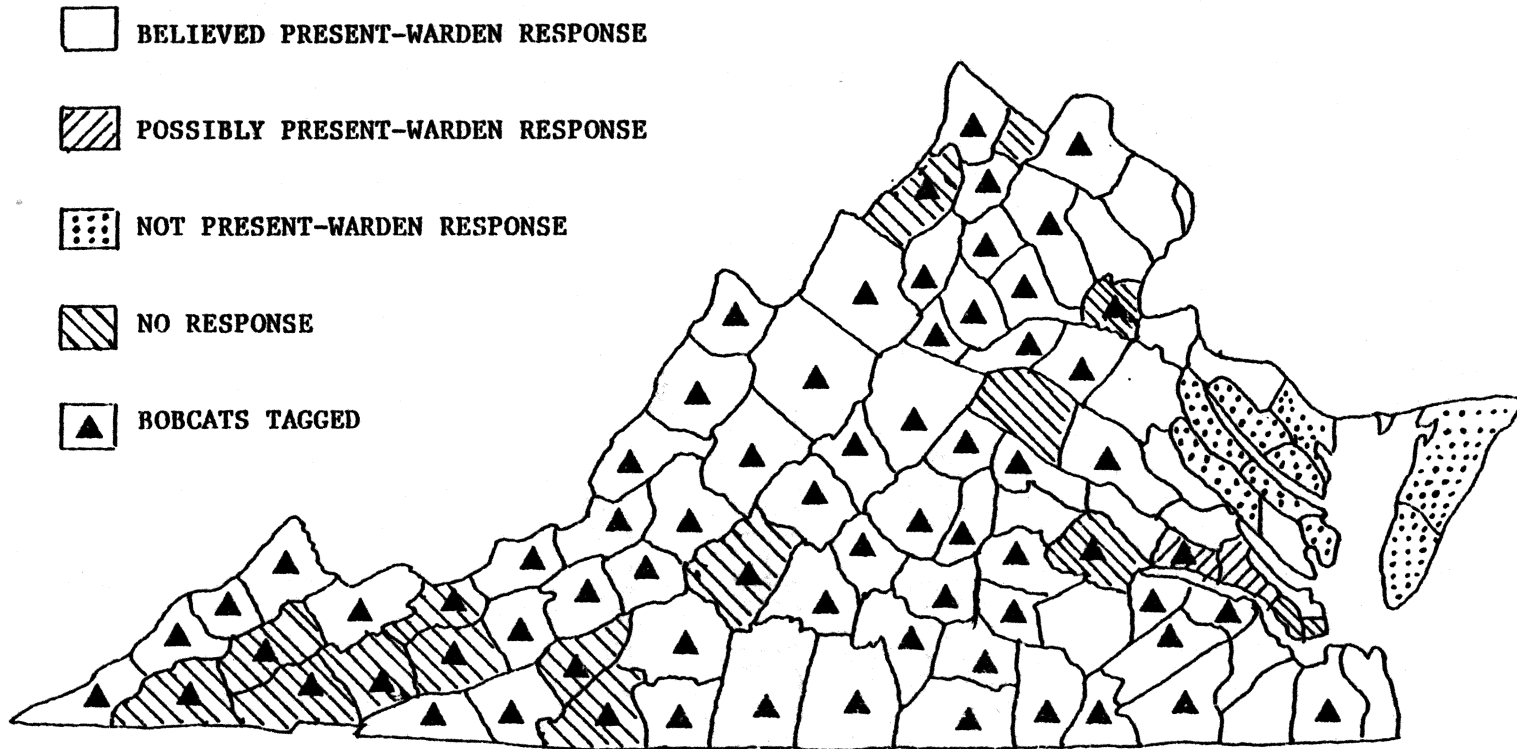 BELIEVED PRESENT-WARDEN RESPONSE
POSSIBLY PRESENT-WARDEN RESPONSE
NOT PRESENT-WARDEN RESPONSE
NO RESPONSE
BOBCATS TAGGED